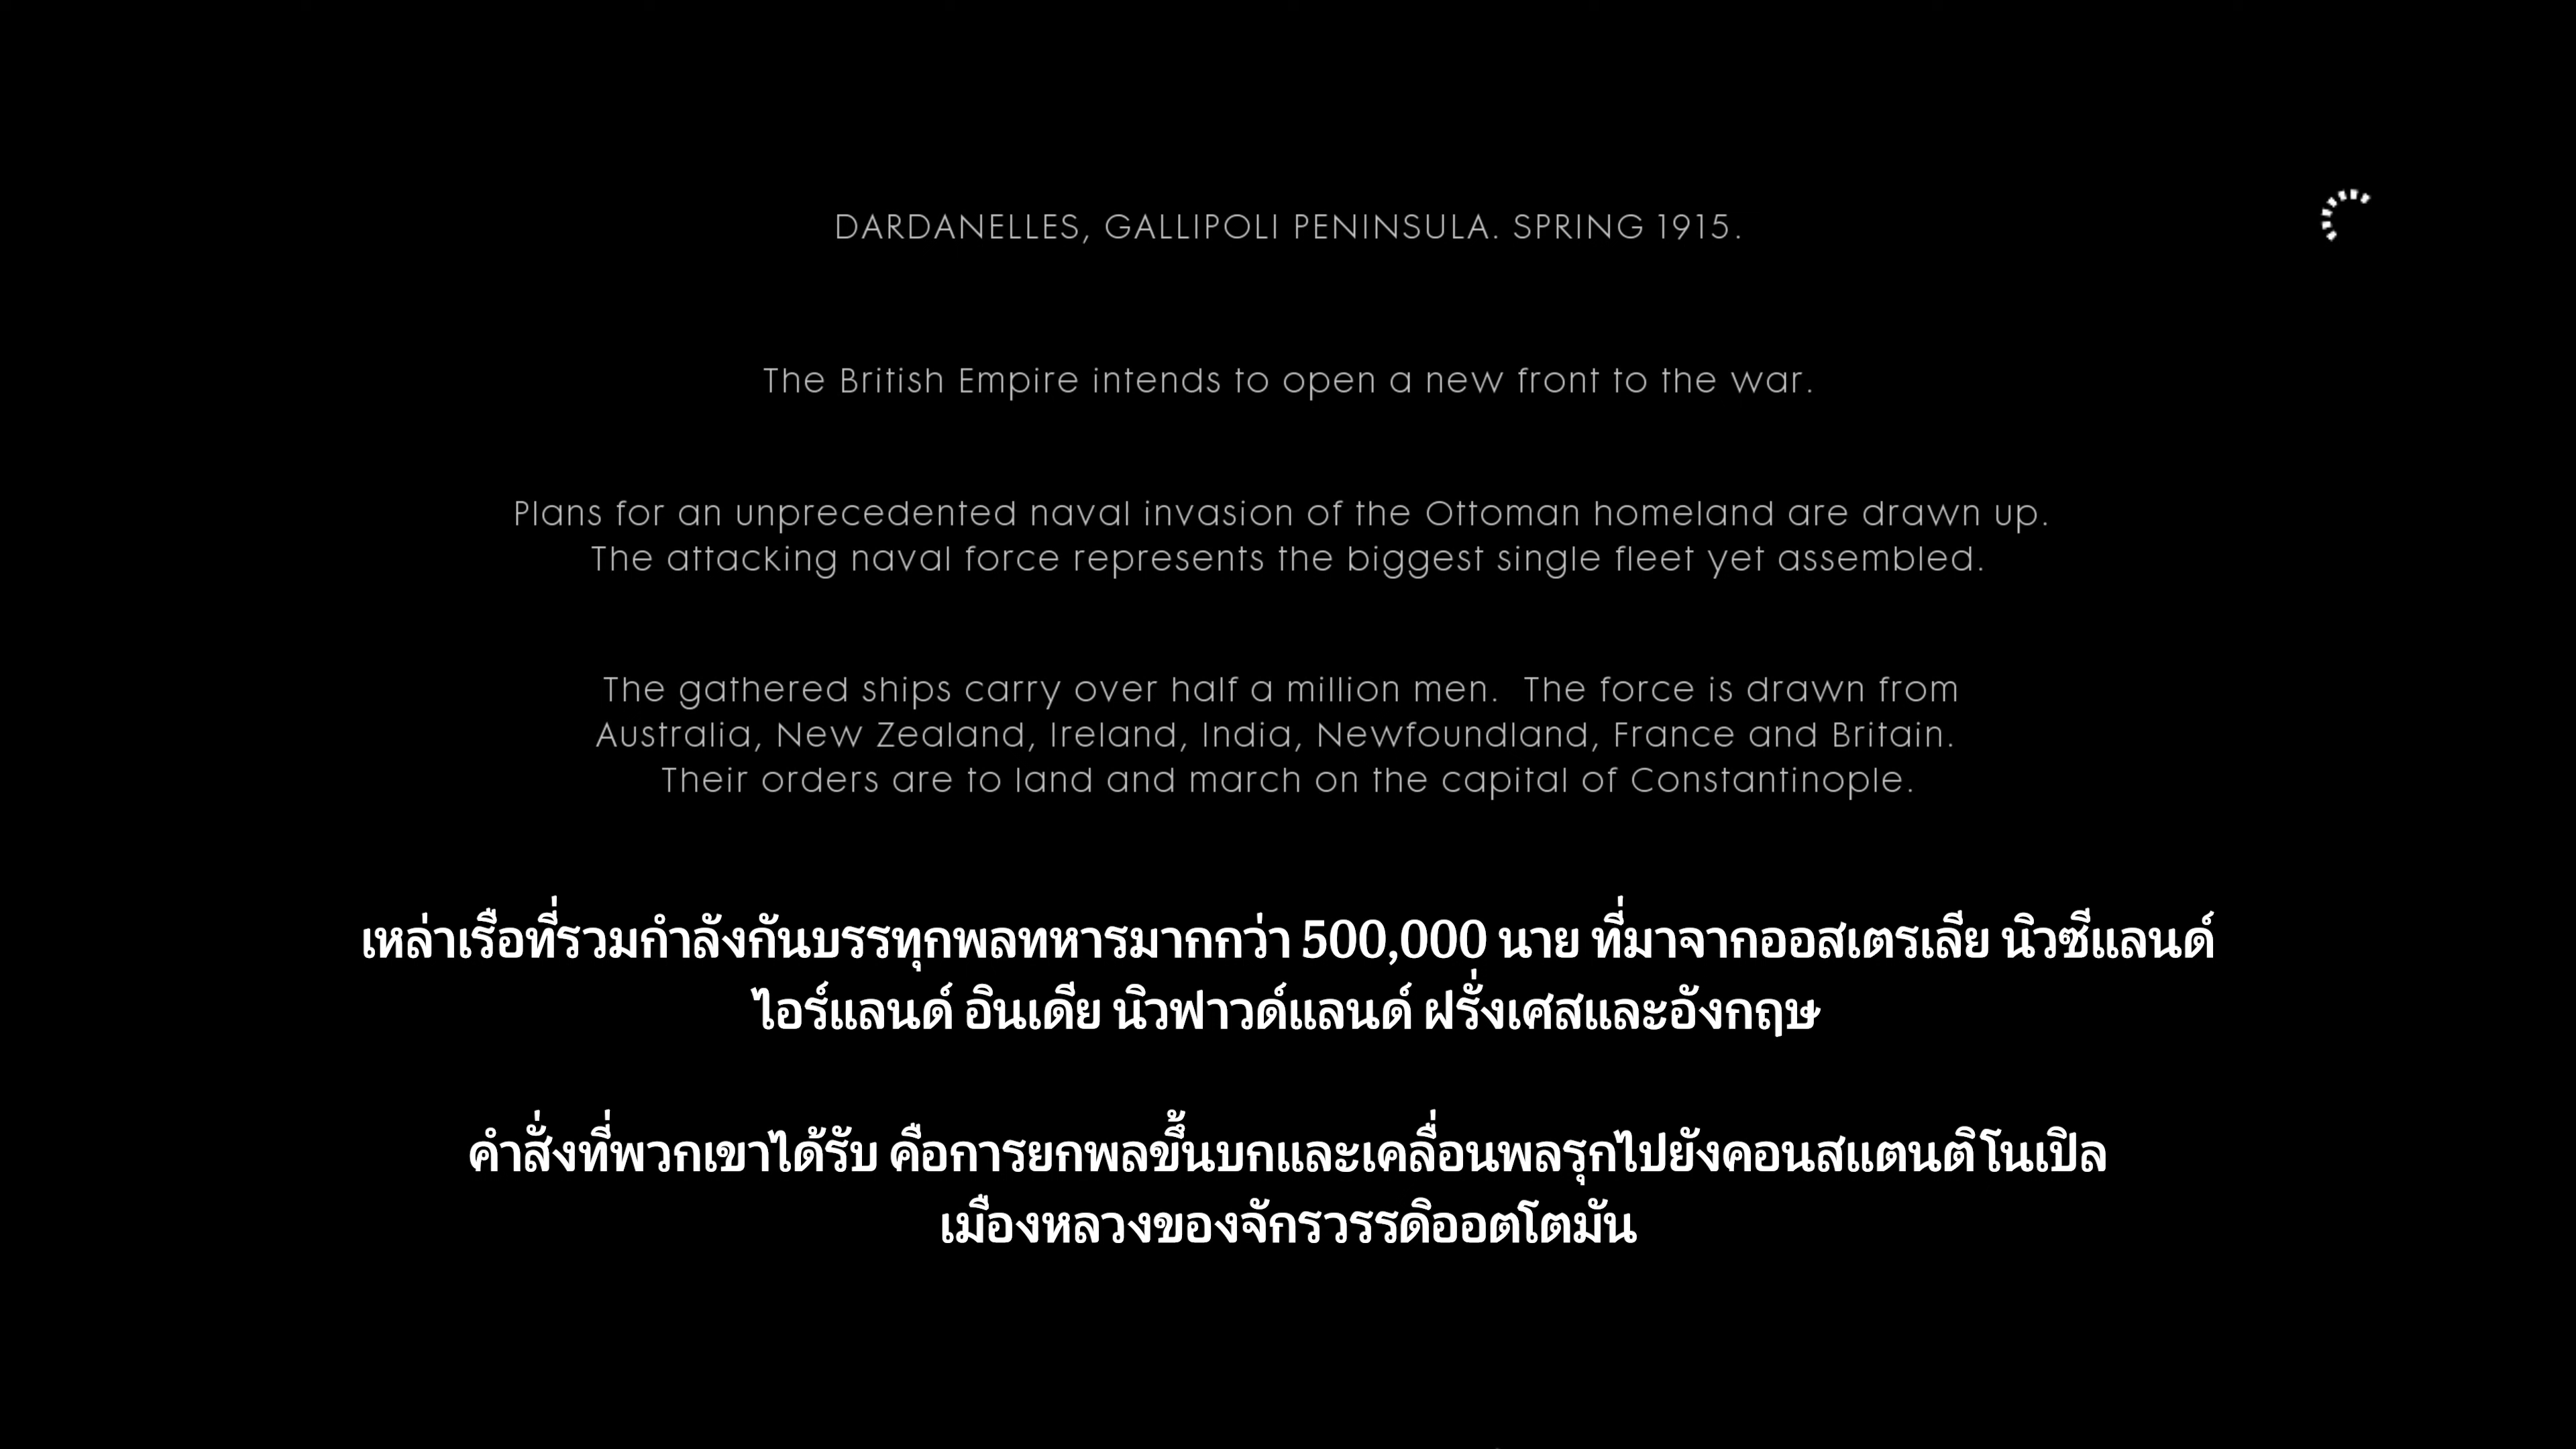 DARDANELLES, GALLIPOLI PENINSULA. SPRING 1915.
The British Empire intends to open a new front to the war.
Plans for an unprecedented naval invasion of the Ottoman homeland are drawn up.
The attacking naval force represents the biggest single fleet yet assembled.
The gathered ships carry over half a million men. The force is drawn from
Australia, New Zealand, Ireland, India, Newfoundland, France and Britain.
Their orders are to land and march on the capital of Constantinople.
เหล่าเรือที่รวมกำลังกันบรรทุกพลทหารมากกว่า 500,000 นาย ที่มาจากออสเตรเลีย นิวซีแลนด์
ไอร์แลนด์ อินเดีย นิวฟาวด์แลนด์ ฝรั่งเศสและอังกฤษ
คำสั่งที่พวกเขาได้รับ คือการยกพลขึ้นบกและเคลื่อนพลรุกไปยังคอนสแตนติโนเปิล
เมืองหลวงของจักรวรรดิออตโตมัน